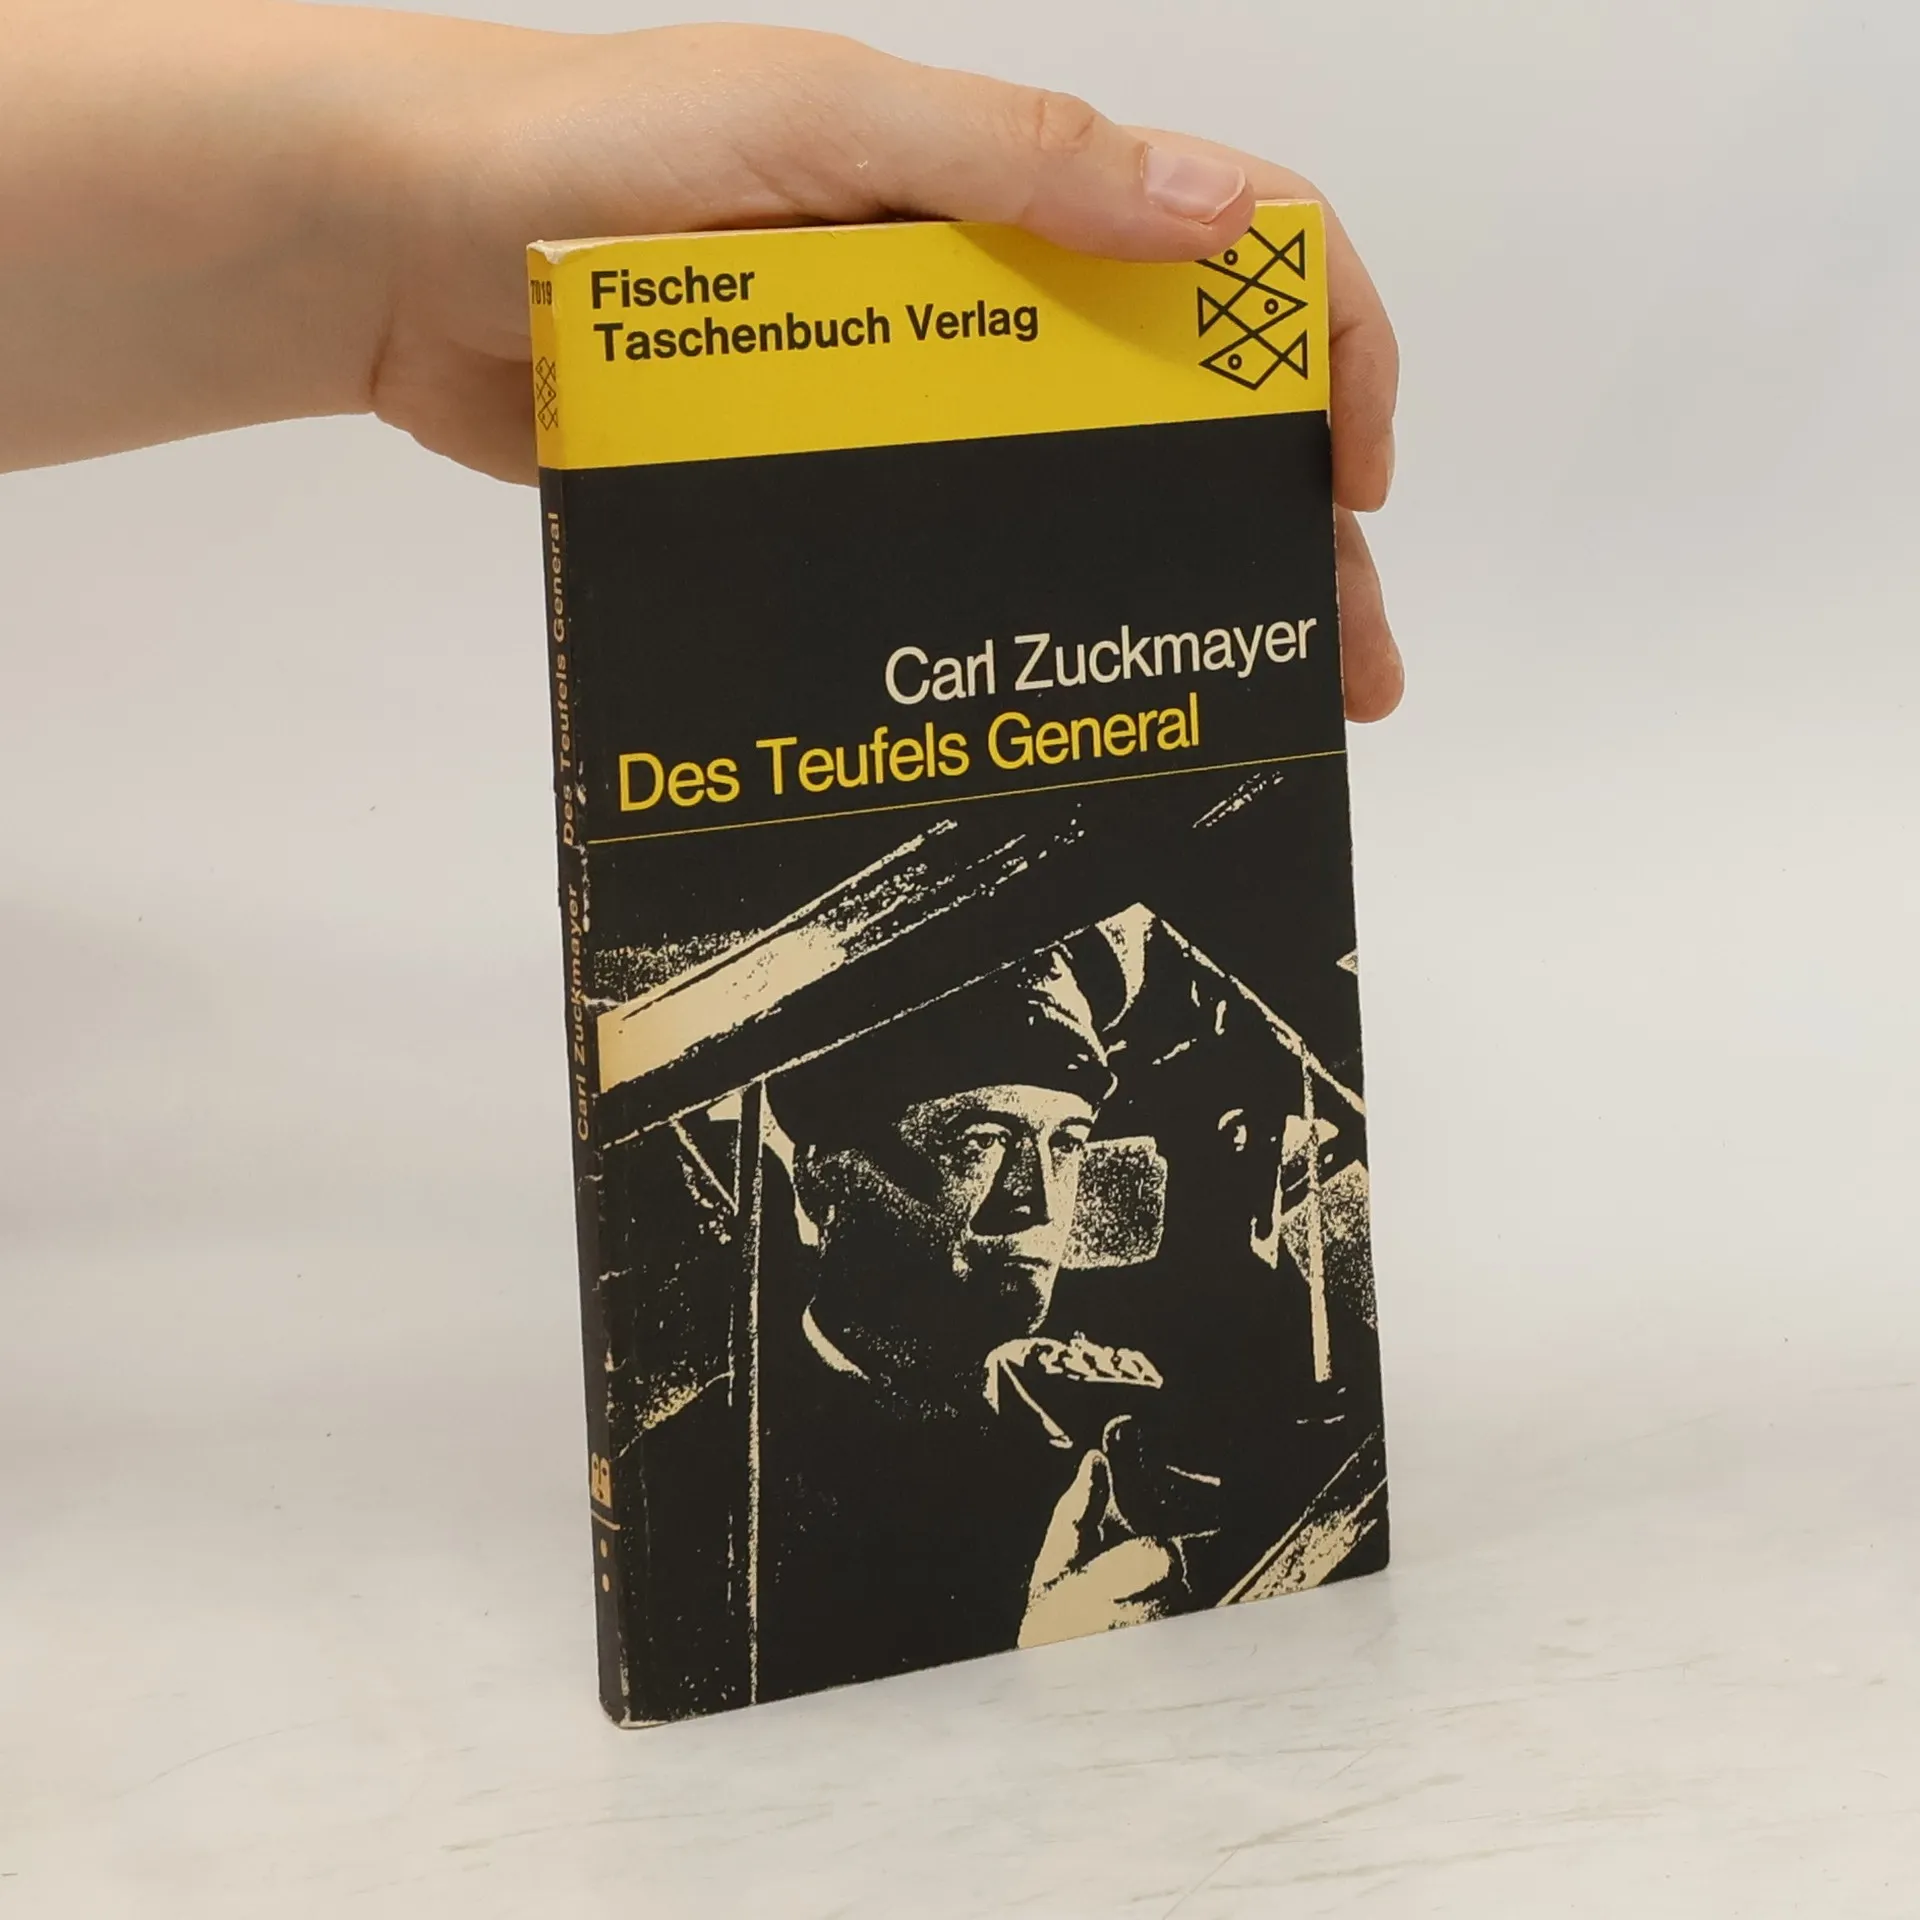 Fischer
Taschenbuch Verlag
Carl Zuckmayer
Des Teufels General
7019
Carl Zuckmayer Des Teufels General